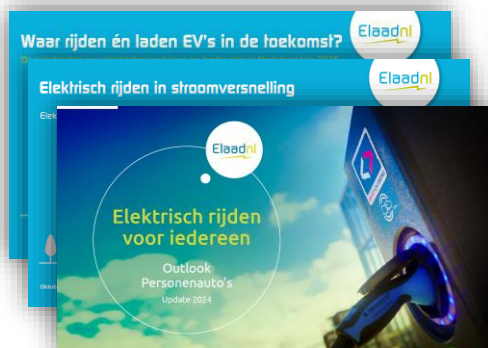 Waar rijden én laden EV's in de toekomst?
Elaadnl
Elektrisch rijden in stroomversnelling
Elaadnl
Elek
Elaadnl
Elektrisch rijden
voor iedereen
Outlook
Personenauto's
Update 2024